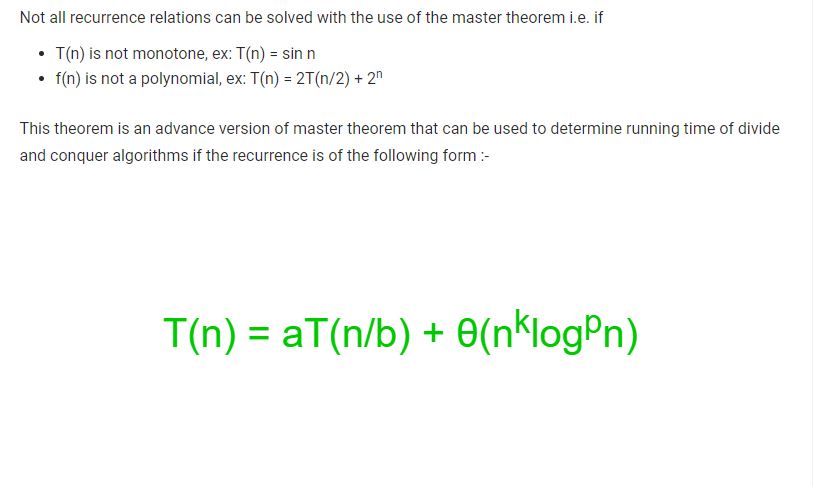 Not all recurrence relations can be solved with the use of the master theorem i.e. if
• T(n) is not monotone, ex: T(n) = sin n
• f(n) is not a polynomial, ex: T(n) = 2T(n/2) + 2ⁿ
This theorem is an advance version of master theorem that can be used to determine running time of divide
and conquer algorithms if the recurrence is of the following form :-
T(n) = aT(n/b) + θ(nᵏlogᵖn)